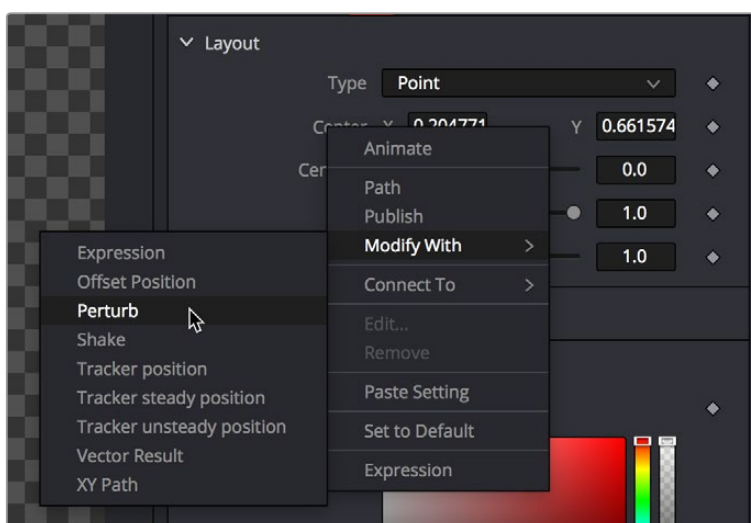 Layout
Type Point
Center X 0.204771 Y 0.661574
Cen 0.0
1.0
1.0
Animate
Path
Publish
Modify With
Connect To
Edit...
Remove
Paste Setting
Set to Default
Expression
Expression
Offset Position
Perturb
Shake
Tracker position
Tracker steady position
Tracker unsteady position
Vector Result
XY Path